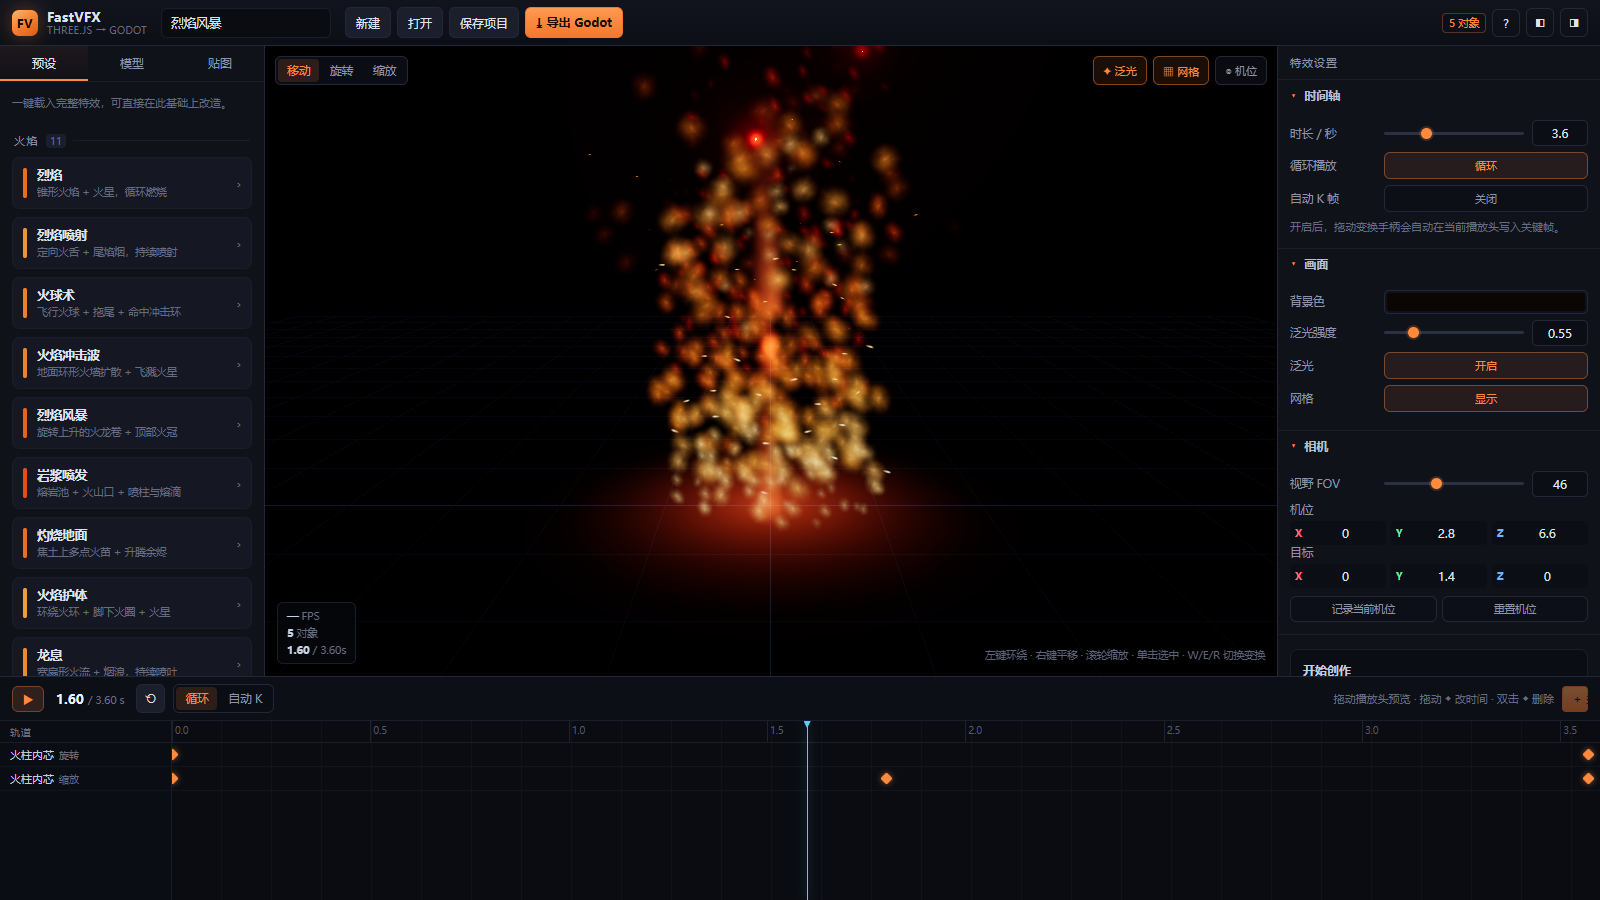 FV
FastVFX
THREE.JS → GODOT
烈焰风暴
新建
打开
保存项目
⤓ 导出 Godot
5 对象
?
预设
模型
贴图
一键载入完整特效，可直接在此基础上改造。
火焰 11
烈焰
锥形火焰 + 火星，循环燃烧
烈焰喷射
定向火舌 + 尾焰烟，持续喷射
火球术
飞行火球 + 拖尾 + 命中冲击环
火焰冲击波
地面环形火墙扩散 + 飞溅火星
烈焰风暴
旋转上升的火龙卷 + 顶部火冠
岩浆喷发
熔岩池 + 火山口 + 喷柱与熔滴
灼烧地面
焦土上多点火苗 + 升腾余烬
火焰护体
环绕火环 + 脚下火圈 + 火星
龙息
宽扇形火流 + 烟浪，持续喷吐
移动
旋转
缩放
✦ 泛光
▦ 网格
机位
— FPS
5 对象
1.60 / 3.60s
左键环绕 · 右键平移 · 滚轮缩放 · 单击选中 · W/E/R 切换变换
特效设置
时间轴
时长 / 秒
3.6
循环播放
循环
自动 K 帧
关闭
开启后，拖动变换手柄会自动在当前播放头写入关键帧。
画面
背景色
泛光强度
0.55
泛光
开启
网格
显示
相机
视野 FOV
46
机位
X 0 Y 2.8 Z 6.6
目标
X 0 Y 1.4 Z 0
记录当前机位
重置机位
开始创作
▶
1.60 / 3.60 s
⟲
循环
自动 K
拖动播放头预览 · 拖动 ◆ 改时间 · 双击 ◆ 删除
+
轨道
0.0 0.5 1.0 1.5 2.0 2.5 3.0 3.5
火柱内芯 旋转
火柱内芯 缩放